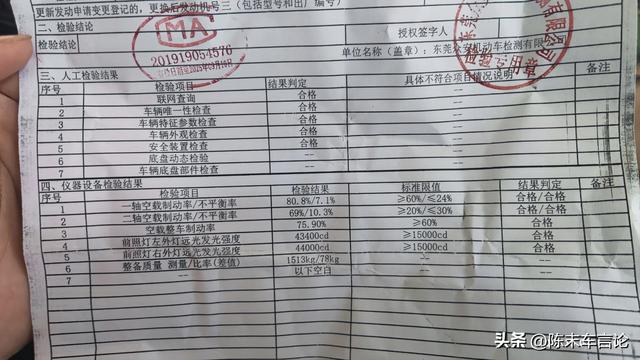 更新发动申请变更登记的，更换后发动机号三（包括型号和出厂编号）
二、检验结论
检验结论
授权签字人
单位名称（盖章）：东莞众安机动车检测有限公司
MA
201919054576
检验专用章
三、人工检验结果
序号 检验项目 结果判定 具体不符合项目情况说明 备注
1 联网查询 合格 --
2 车辆唯一性检查 合格 --
3 车辆特征参数检查 合格 --
4 车辆外观检查 合格 --
5 安全装置检查 合格 --
6 底盘动态检验 -- --
7 车辆底盘部件检查 -- --
四、仪器设备检验结果
序号 检验项目 检验结果 标准限值 结果判定 备注
1 一轴空载制动率/不平衡率 80.8%/7.1% ≥60%/≤24% 合格/合格
2 二轴空载制动率/不平衡率 69%/10.3% ≥20%/≤30% 合格/合格
3 空载整车制动率 75.90% ≥60% 合格
4 前照灯左外灯远光发光强度 43400cd ≥15000cd 合格
5 前照灯右外灯远光发光强度 44000cd ≥15000cd 合格
6 整备质量 测量/比率(差值) 1513kg/78kg -- --
7 以下空白
头条 @陈末车言论